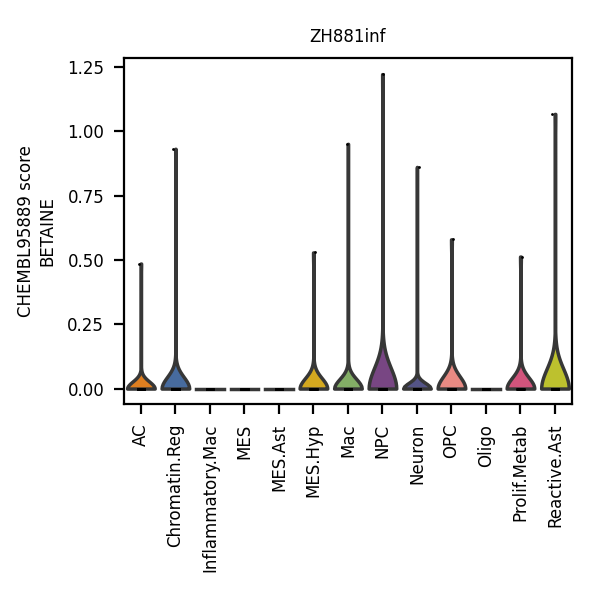 ZH881inf
CHEMBL95889 score
BETAINE
1.25
1.00
0.75
0.50
0.25
0.00
AC
Chromatin.Reg
Inflammatory.Mac
MES
MES.Ast
MES.Hyp
Mac
NPC
Neuron
OPC
Oligo
Prolif.Metab
Reactive.Ast